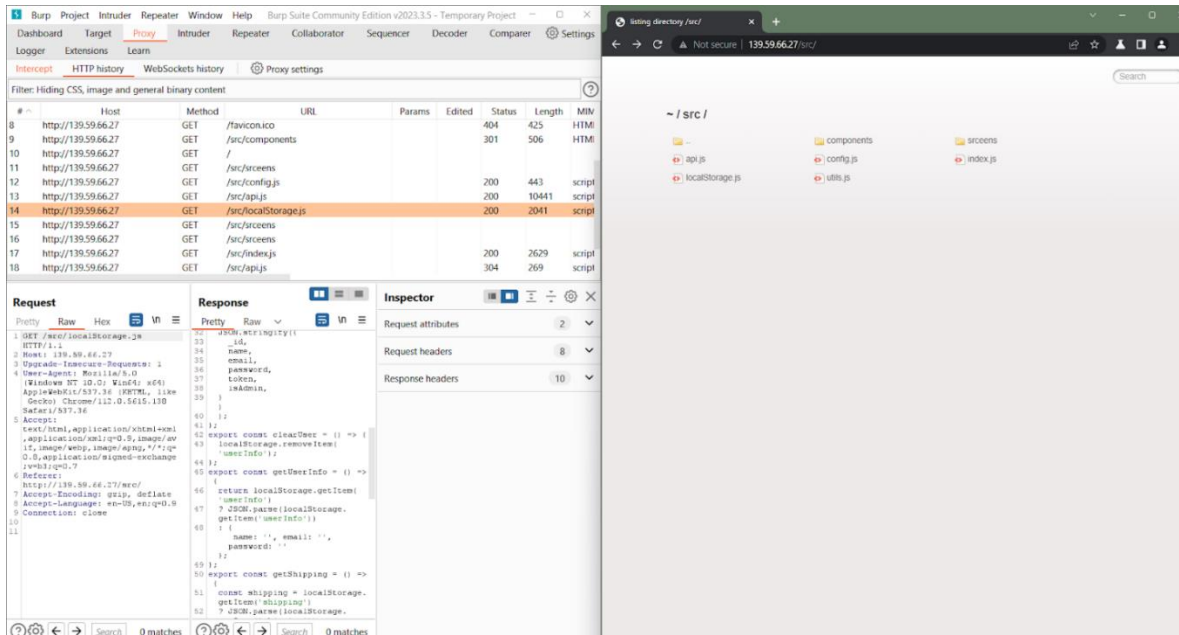 Burp Project Intruder Repeater Window Help Burp Suite Community Edition v2023.3.5 - Temporary Project
Dashboard Target Proxy Intruder Repeater Collaborator Sequencer Decoder Comparer Settings
Logger Extensions Learn
Intercept HTTP history WebSockets history Proxy settings
Filter: Hiding CSS, image and general binary content
# Host Method URL Params Edited Status Length MIM
8 http://139.59.66.27 GET /favicon.ico 404 425 HTMl
9 http://139.59.66.27 GET /src/components 301 506 HTMl
10 http://139.59.66.27 GET /
11 http://139.59.66.27 GET /src/srceens
12 http://139.59.66.27 GET /src/config.js 200 443 script
13 http://139.59.66.27 GET /src/api.js 200 10441 script
14 http://139.59.66.27 GET /src/localStorage.js 200 2041 script
15 http://139.59.66.27 GET /src/srceens
16 http://139.59.66.27 GET /src/srceens
17 http://139.59.66.27 GET /src/index.js 200 2629 script
18 http://139.59.66.27 GET /src/api.js 304 269 script
Request
Pretty Raw Hex \n
1 GET /src/localStorage.js
HTTP/1.1
2 Host: 139.59.66.27
3 Upgrade-Insecure-Requests: 1
4 User-Agent: Mozilla/5.0
(Windows NT 10.0; Win64; x64)
AppleWebKit/537.36 (KHTML, like
Gecko) Chrome/112.0.5615.138
Safari/537.36
5 Accept:
text/html,application/xhtml+xml
,application/xml;q=0.9,image/av
if,image/webp,image/apng,*/*;q=
0.8,application/signed-exchange
;v=b3;q=0.7
6 Referer:
http://139.59.66.27/src/
7 Accept-Encoding: gzip, deflate
8 Accept-Language: en-US,en;q=0.9
9 Connection: close
10
11
Search 0 matches
Response
Pretty Raw \n
32 JSON.stringify({
33 _id,
34 name,
35 email,
36 password,
37 token,
38 isAdmin,
39 }
)
60 );
61 };
62 export const clearUser = () => {
63 localStorage.removeItem(
'userInfo');
64 };
65 export const getUserInfo = () =>
{
66 return localStorage.getItem(
'userInfo')
67 ? JSON.parse(localStorage.
getItem('userInfo'))
68 : {
name: '', email: '',
password: ''
};
69 };
50 export const getShipping = () =>
{
51 const shipping = localStorage.
getItem('shipping')
52 ? JSON.parse(localStorage.
Search 0 matches
Inspector
Request attributes 2
Request headers 8
Response headers 10
listing directory /src/
Not secure 139.59.66.27/src/
Search
~ / src /
.. components srceens
api.js config.js index.js
localStorage.js utils.js